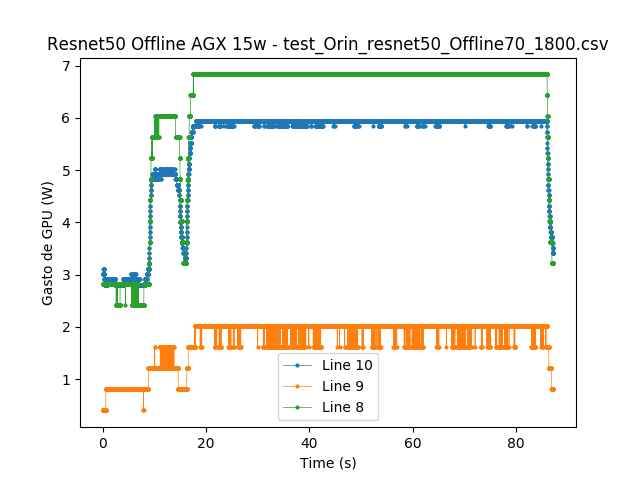 Resnet50 Offline AGX 15w - test_Orin_resnet50_Offline70_1800.csv
7
6
5
4
3
2
1
Gasto de GPU (W)
Line 10
Line 9
Line 8
0
20
40
60
80
Time (s)